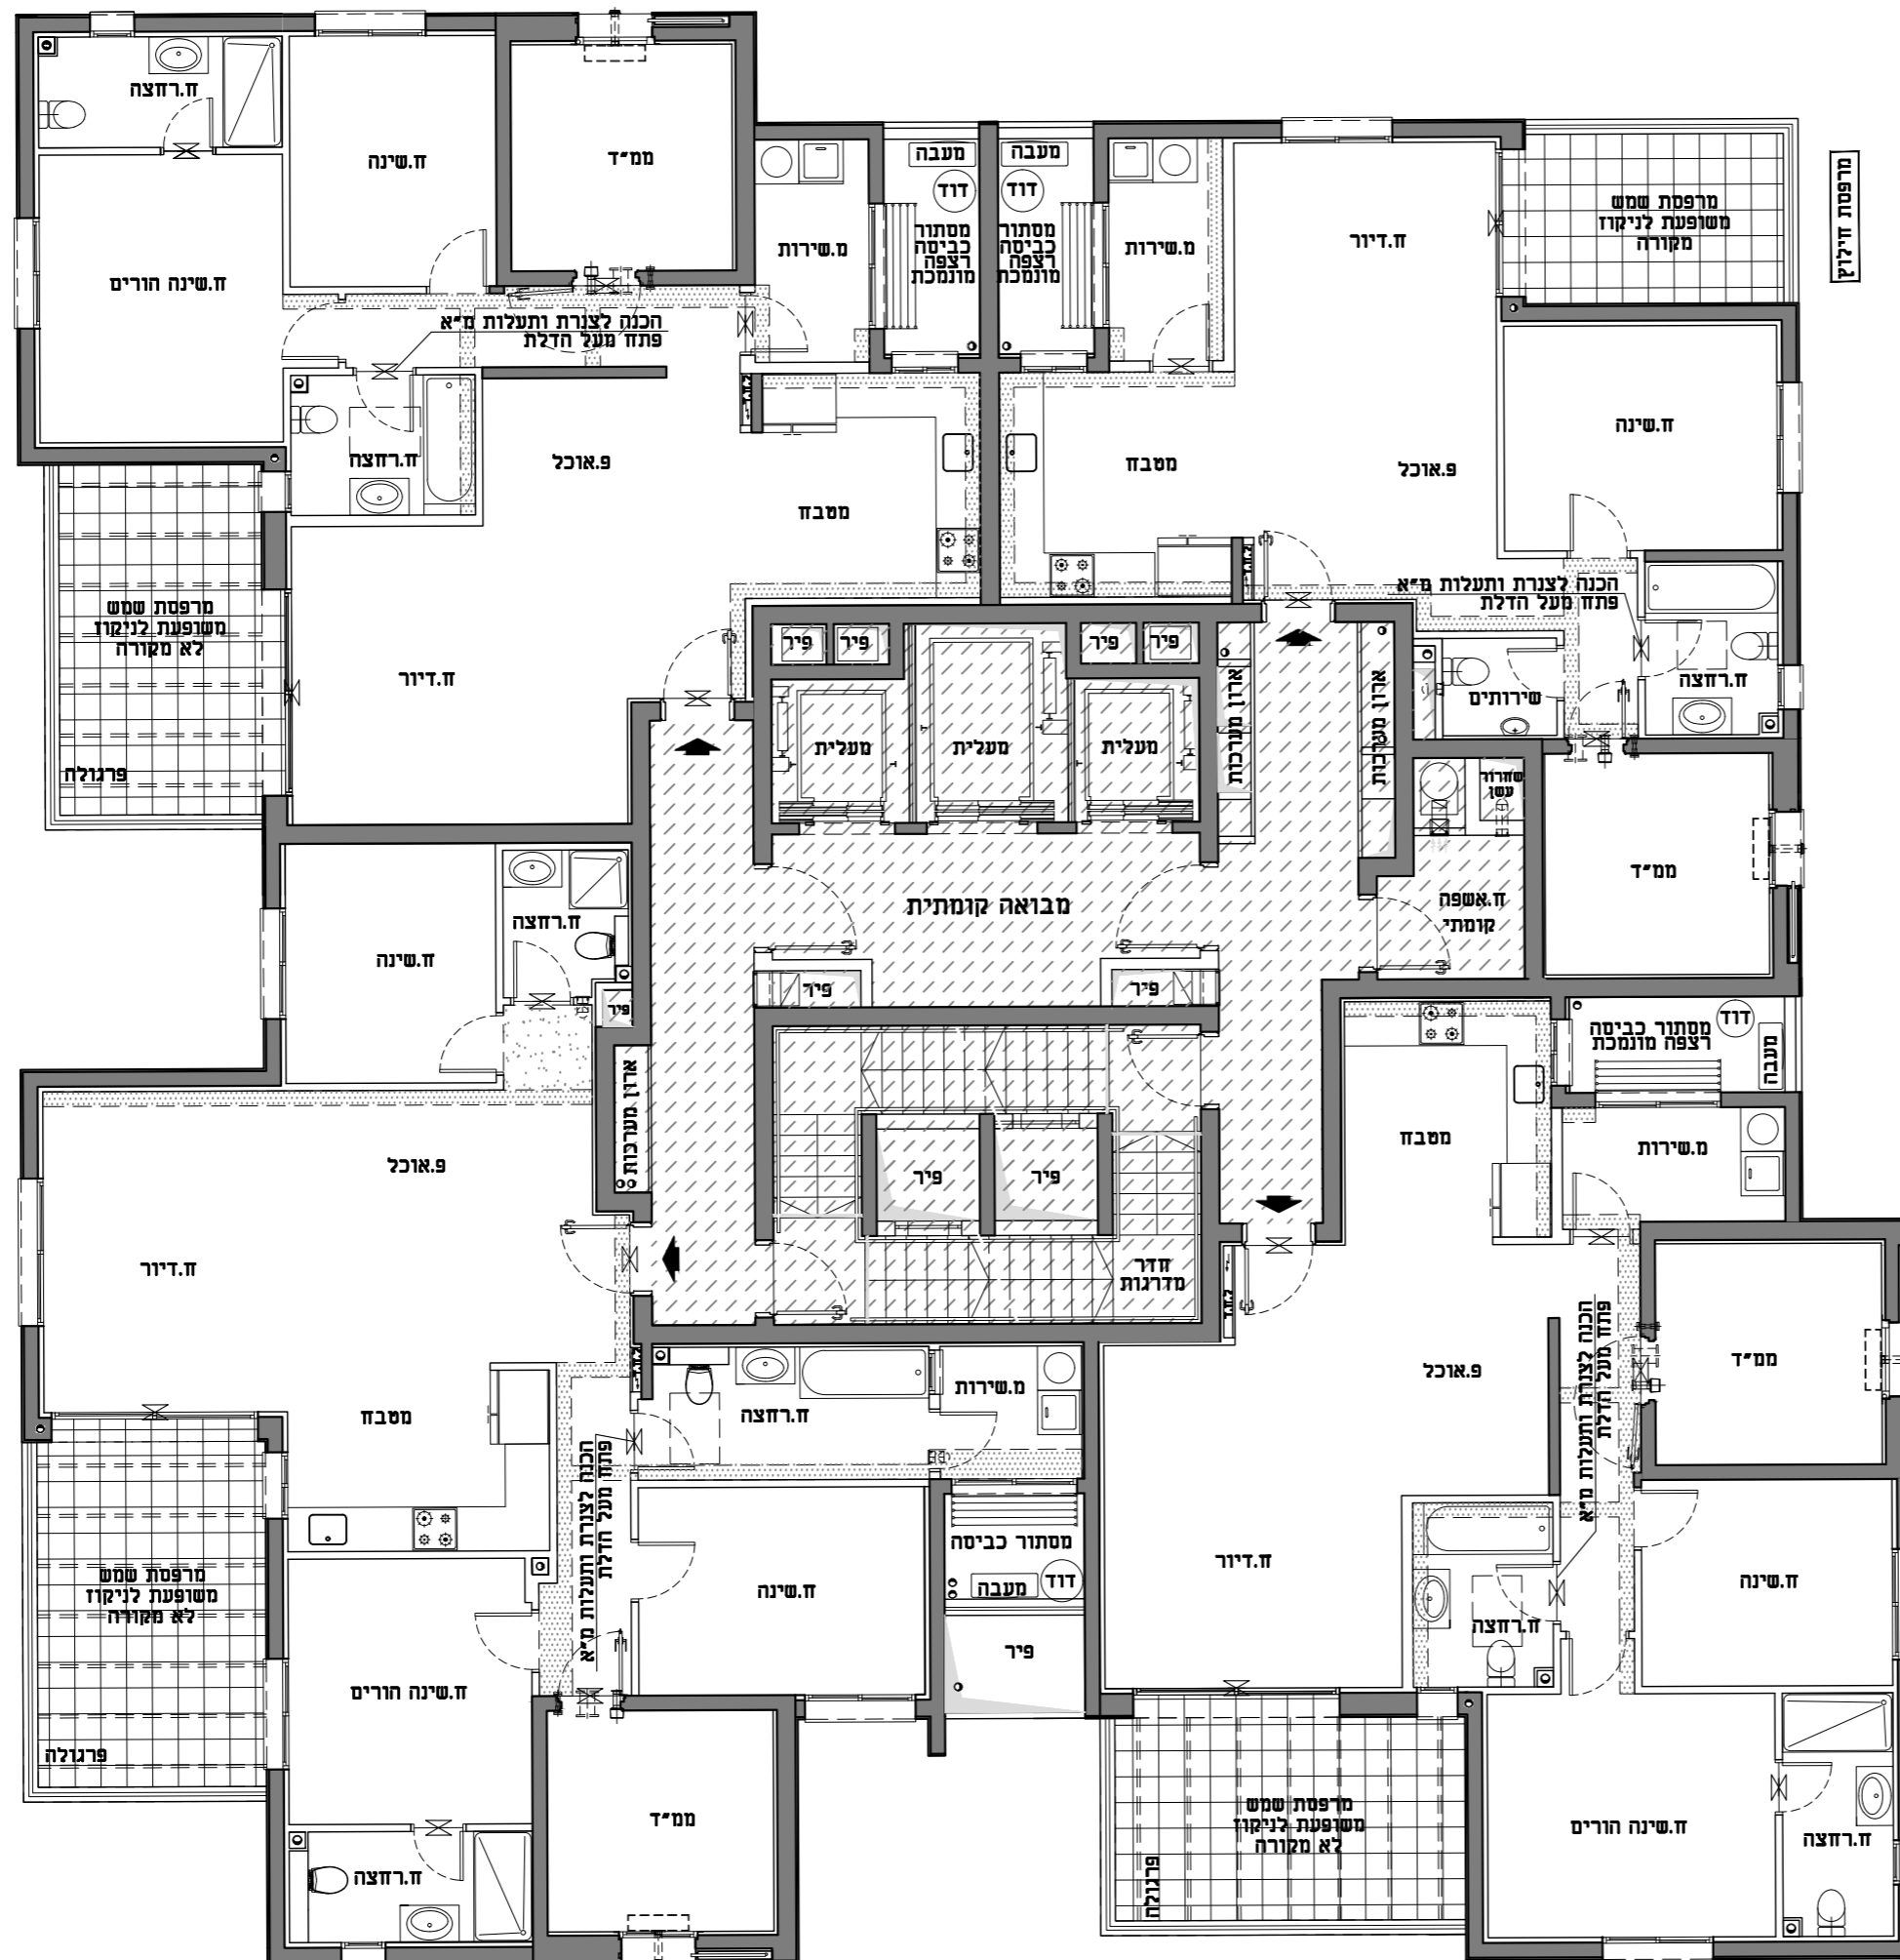 ח.רחצה
ח.שינה
ממ״ד
ח.שינה הורים
מ.שירות
מעבה
דוד
מסתור
כביסה
רצפה
מונמכת
הכנה לצנרת ותעלות מ״א
פתח מעל הדלת
ח.רחצה
פ.אוכל
מטבח
ח.דיור
מרפסת שמש
משופעת לניקוז
לא מקורה
פרגולה
מעבה
דוד
מסתור
כביסה
רצפה
מונמכת
מ.שירות
ח.דיור
מרפסת שמש
משופעת לניקוז
מקורה
מרפסת חילוץ
ח.שינה
מטבח
פ.אוכל
הכנה לצנרת ותעלות מ״א
פתח מעל הדלת
ח.רחצה
שירותים
ממ״ד
פיר
פיר
פיר
פיר
מעלית
מעלית
מעלית
ארון מערכות
ארון מערכות
שחרור
עשן
ח.אשפה
קומתי
מבואה קומתית
פיר
פיר
פיר
פיר
חדר
מדרגות
ח.שינה
ח.רחצה
פיר
ארון מערכות
פ.אוכל
ח.דיור
מטבח
מרפסת שמש
משופעת לניקוז
לא מקורה
פרגולה
ח.רחצה
מ.שירות
הכנה לצנרת ותעלות מ״א
פתח מעל הדלת
ח.שינה
מסתור כביסה
דוד
מעבה
פיר
ח.שינה הורים
ממ״ד
ח.רחצה
מסתור כביסה
רצפה מונמכת
דוד
מעבה
מטבח
מ.שירות
פ.אוכל
ממ״ד
הכנה לצנרת ותעלות מ״א
פתח מעל הדלת
ח.דיור
ח.רחצה
ח.שינה
מרפסת שמש
משופעת לניקוז
לא מקורה
פרגולה
ח.שינה הורים
ח.רחצה